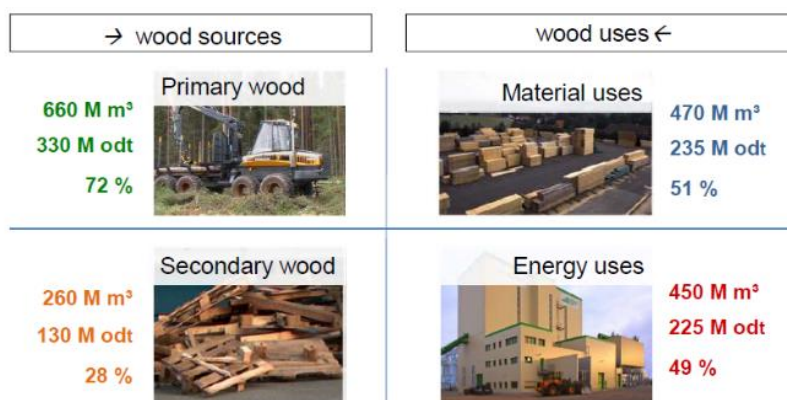 → wood sources
wood uses ←
Primary wood
660 M m³
330 M odt
72 %
Material uses
470 M m³
235 M odt
51 %
Secondary wood
260 M m³
130 M odt
28 %
Energy uses
450 M m³
225 M odt
49 %